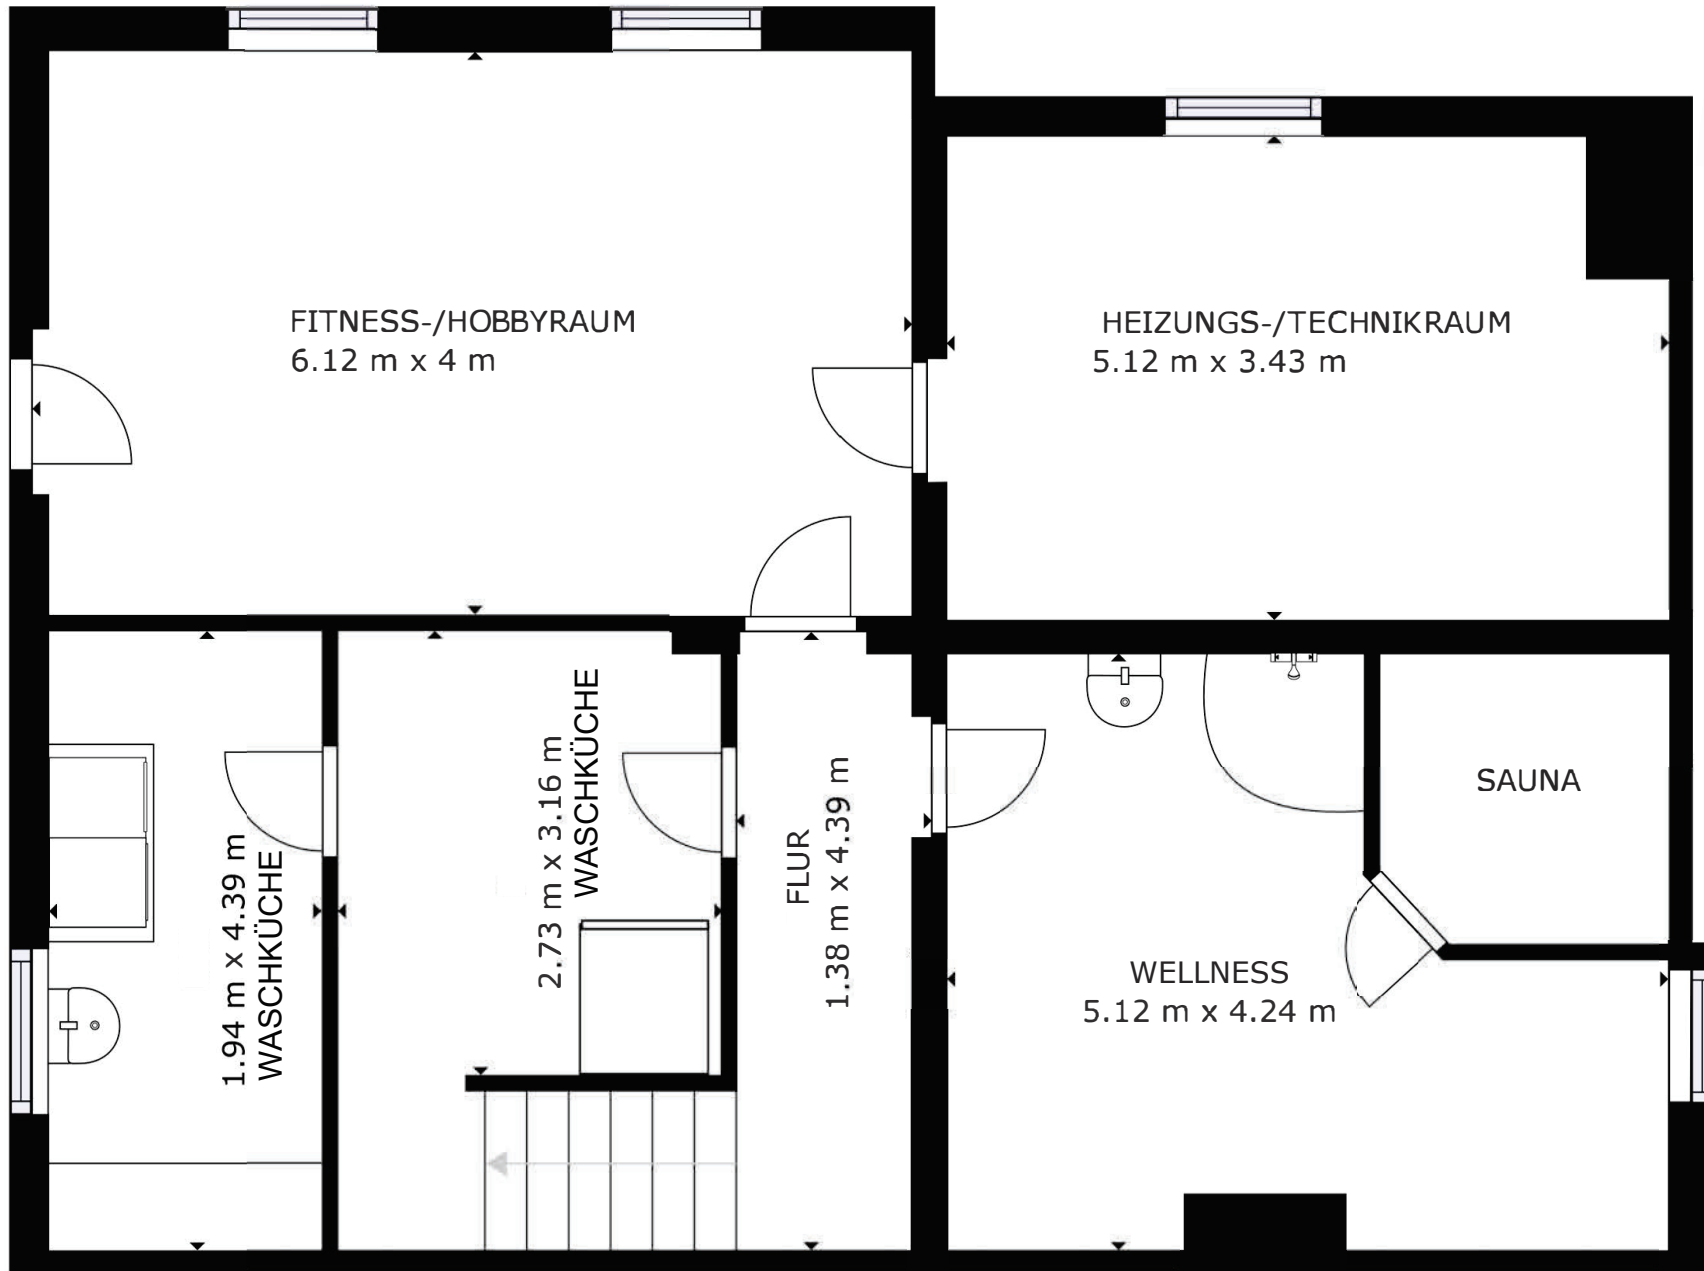 FITNESS-/HOBBYRAUM
6.12 m x 4 m
HEIZUNGS-/TECHNIKRAUM
5.12 m x 3.43 m
1.94 m x 4.39 m
WASCHKÜCHE
2.73 m x 3.16 m
WASCHKÜCHE
FLUR
1.38 m x 4.39 m
SAUNA
WELLNESS
5.12 m x 4.24 m